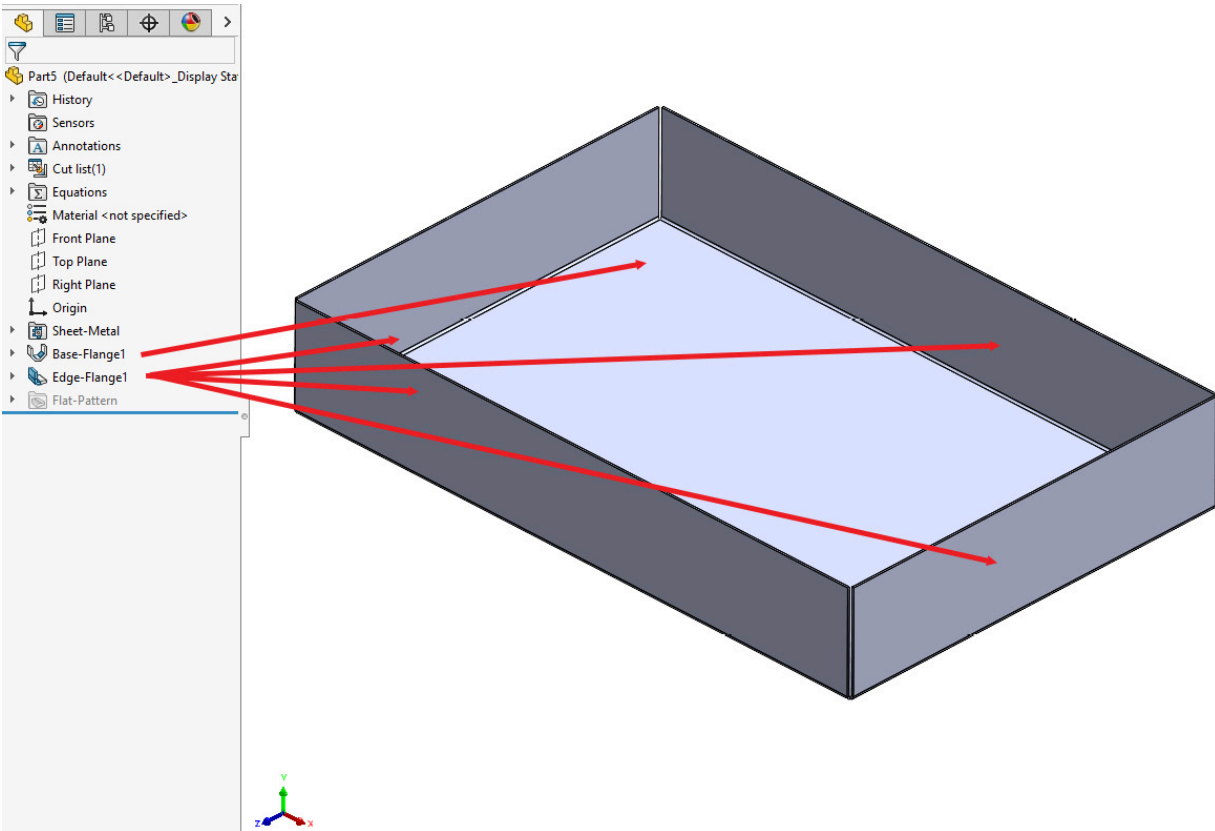 Part5 (Default<<Default>_Display Sta
History
Sensors
Annotations
Cut list(1)
Equations
Material <not specified>
Front Plane
Top Plane
Right Plane
Origin
Sheet-Metal
Base-Flange1
Edge-Flange1
Flat-Pattern
Y
Z
X